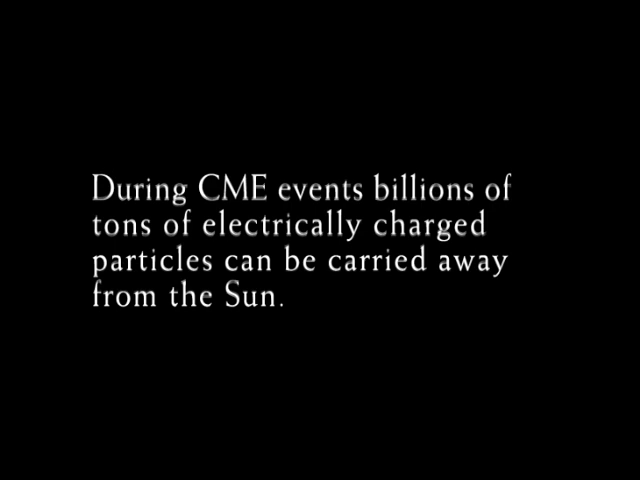 During CME events billions of
tons of electrically charged
particles can be carried away
from the Sun.